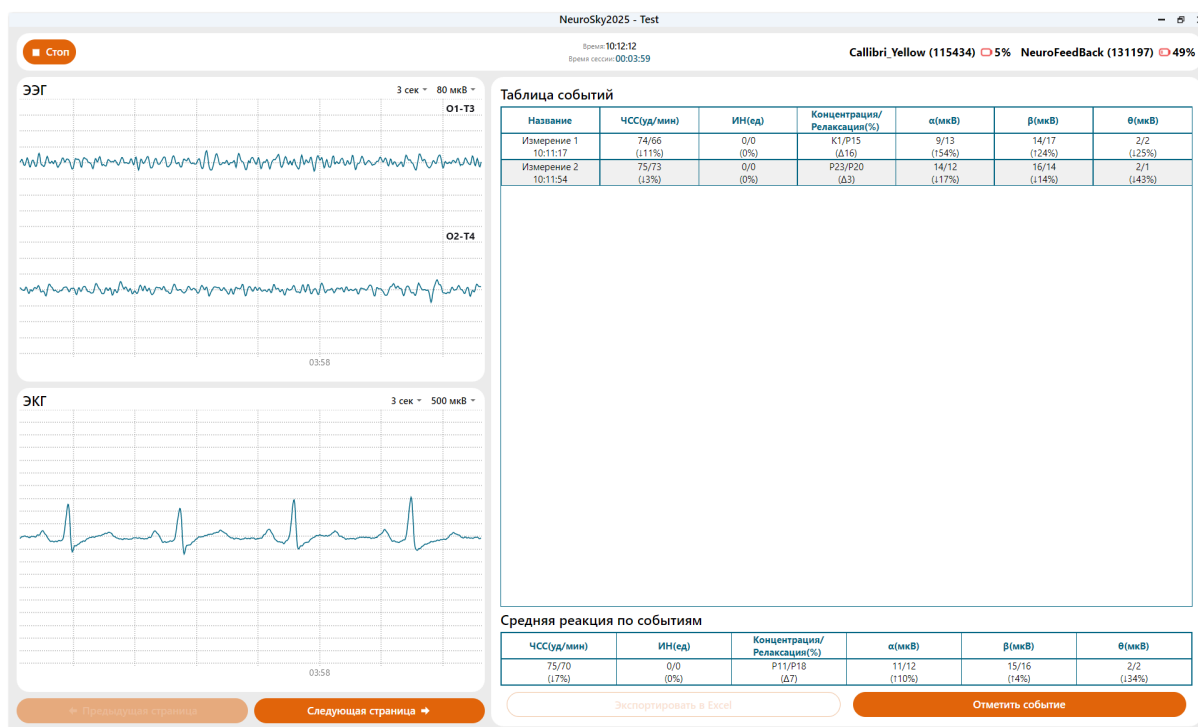 NeuroSky2025 - Test
Стоп
Время: 10:12:12
Время сессии: 00:03:59
Callibri_Yellow (115434) 5% NeuroFeedBack (131197) 49%
ЭЭГ
3 сек 80 мкВ
O1-T3
O2-T4
03:58
ЭКГ
3 сек 500 мкВ
03:58
← Предыдущая страница
Следующая страница →
Таблица событий
Название ЧСС(уд/мин) ИН(ед) Концентрация/ α(мкВ) β(мкВ) θ(мкВ)
Релаксация(%)
Измерение 1 74/66 0/0 К1/Р15 9/13 14/17 2/2
10:11:17 (↓11%) (0%) (Δ16) (↑54%) (↑24%) (↓25%)
Измерение 2 75/73 0/0 Р23/Р20 14/12 16/14 2/1
10:11:54 (↓3%) (0%) (Δ3) (↓17%) (↓14%) (↓43%)
Средняя реакция по событиям
ЧСС(уд/мин) ИН(ед) Концентрация/ α(мкВ) β(мкВ) θ(мкВ)
Релаксация(%)
75/70 0/0 Р11/Р18 11/12 15/16 2/2
(↓7%) (0%) (Δ7) (↑10%) (↑4%) (↓34%)
Экспортировать в Excel
Отметить событие